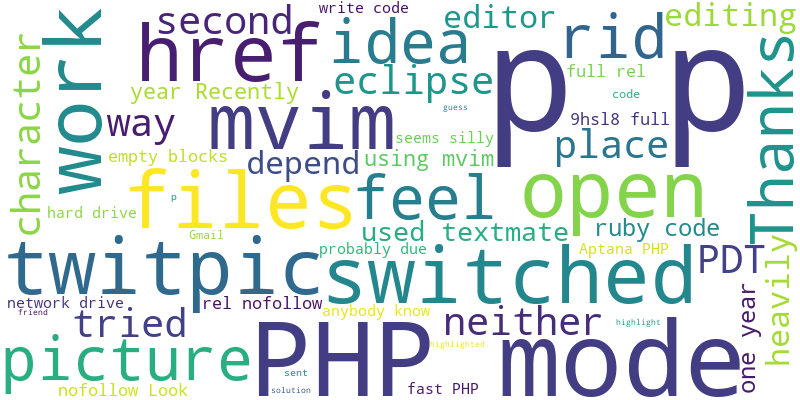 write code
second
editor
editing
href
idea
rid
p p
work
character
eclipse
full rel
year Recently
code
Thanks
way
mvim
guess
9hsl8 full
seems silly
place
empty blocks
depend
using mvim
files
feel
open
p
hard drive
used textmate
ruby code
Gmail
twitpic
probably due
Aptana PHP
switched
PDT
heavily
network drive
rel nofollow
friend
anybody know
tried
neither
highlight
one year
PHP
mode
picture
highlighted
sent
nofollow Look
solution
fast PHP